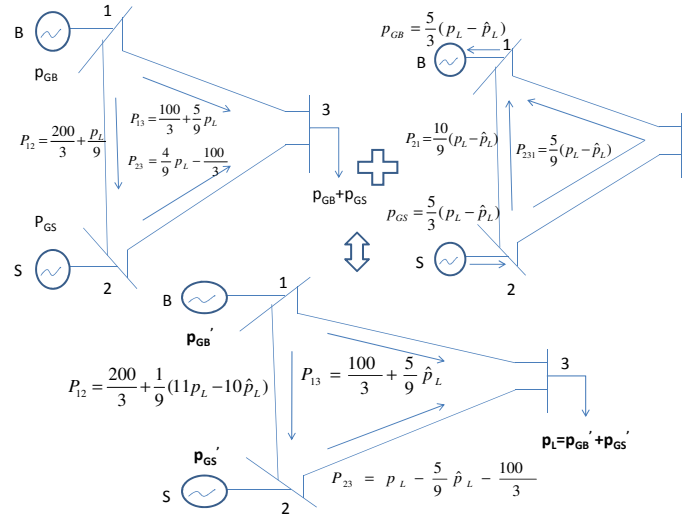 1
B
p_GB
P_12 = 200/3 + p_L/9
P_13 = 100/3 + 5/9 p_L
P_23 = 4/9 p_L − 100/3
3
p_GB+p_GS
P_GS
S
2
p_GB = 5/3 (p_L − p̂_L)
1
B
P_21 = 10/9 (p_L − p̂_L)
P_231 = 5/9 (p_L − p̂_L)
p_GS = 5/3 (p_L − p̂_L)
S
2
1
B
p_GB′
P_12 = 200/3 + 1/9 (11p_L − 10p̂_L)
P_13 = 100/3 + 5/9 p̂_L
3
p_L=p_GB′+p_GS′
p_GS′
P_23 = p_L − 5/9 p̂_L − 100/3
S
2